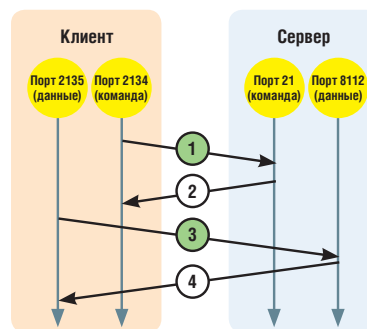 Клиент
Сервер
Порт 2135
(данные)
Порт 2134
(команда)
Порт 21
(команда)
Порт 8112
(данные)
1
2
3
4